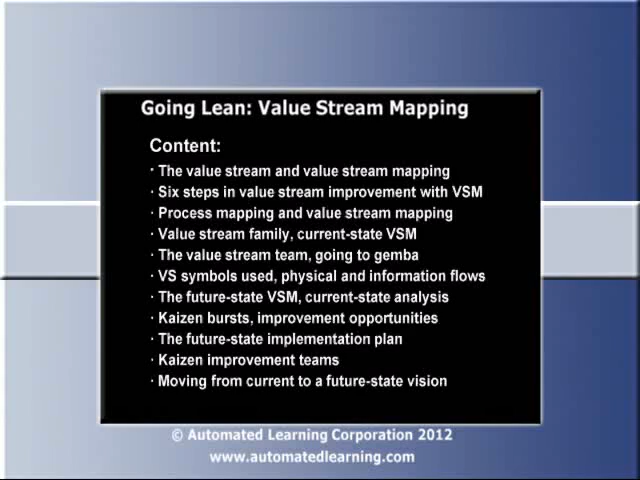 Going Lean: Value Stream Mapping
Content:
· The value stream and value stream mapping
· Six steps in value stream improvement with VSM
· Process mapping and value stream mapping
· Value stream family, current-state VSM
· The value stream team, going to gemba
· VS symbols used, physical and information flows
· The future-state VSM, current-state analysis
· Kaizen bursts, improvement opportunities
· The future-state implementation plan
· Kaizen improvement teams
· Moving from current to a future-state vision
© Automated Learning Corporation 2012
www.automatedlearning.com